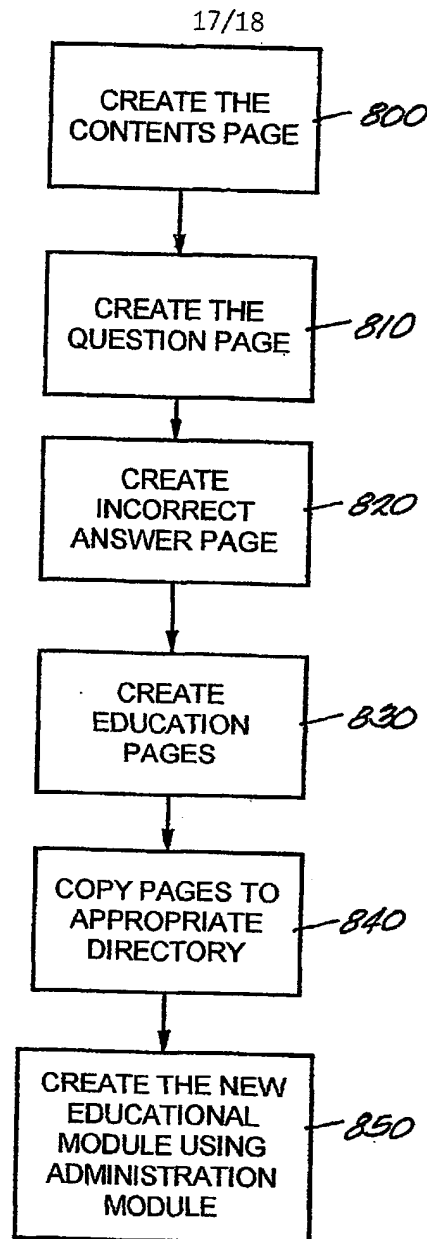 17/18
CREATE THE
CONTENTS PAGE
800
CREATE THE
QUESTION PAGE
810
CREATE
INCORRECT
ANSWER PAGE
820
CREATE
EDUCATION
PAGES
830
COPY PAGES TO
APPROPRIATE
DIRECTORY
840
CREATE THE NEW
EDUCATIONAL
MODULE USING
ADMINISTRATION
MODULE
850